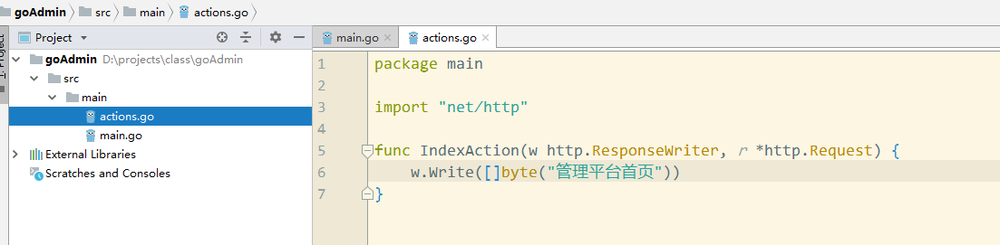 goAdmin src main actions.go
1: Project
Project
goAdmin D:\projects\class\goAdmin
src
main
actions.go
main.go
External Libraries
Scratches and Consoles
main.go actions.go
1 package main
2
3 import "net/http"
4
5 func IndexAction(w http.ResponseWriter, r *http.Request) {
6 w.Write([]byte("管理平台首页"))
7 }